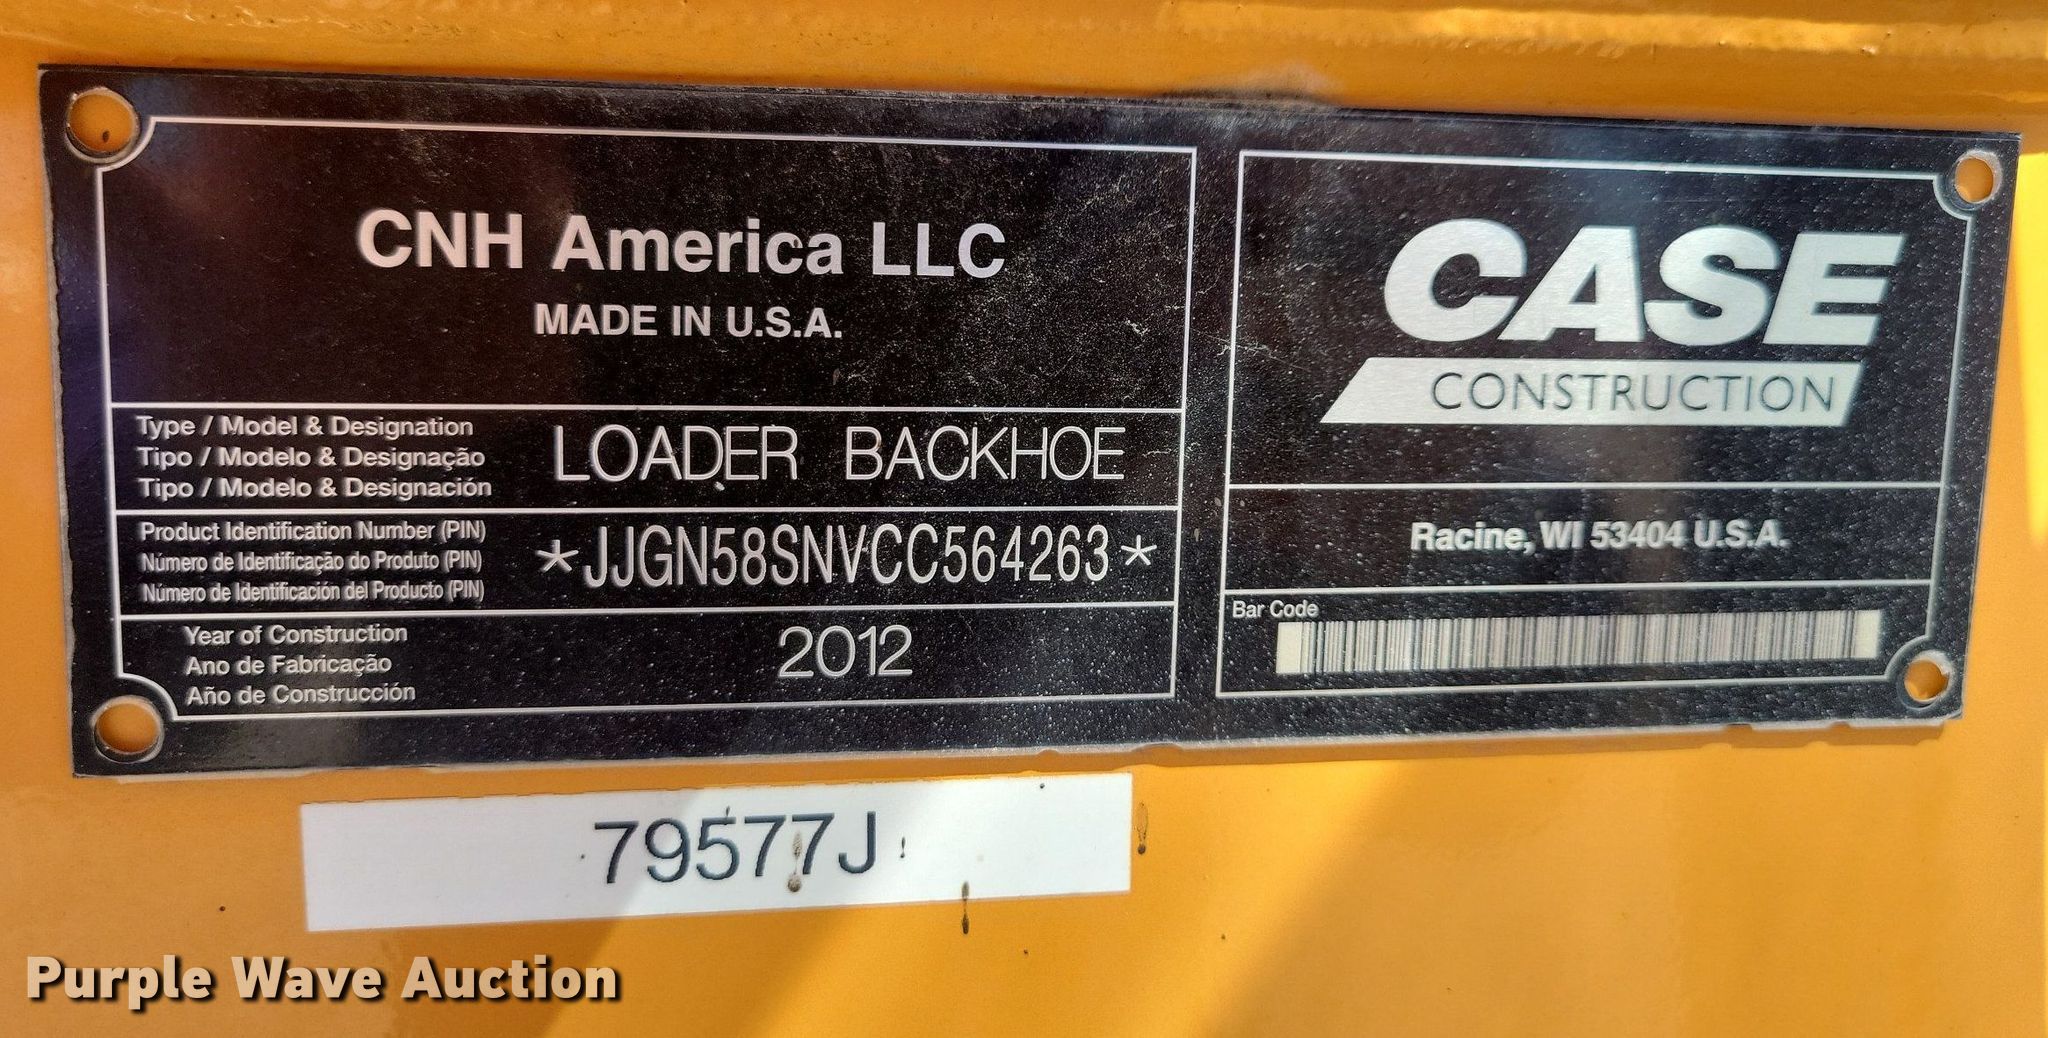 CNH America LLC
MADE IN U.S.A.
Type / Model & Designation
Tipo / Modelo & Designação
Tipo / Modelo & Designación
LOADER BACKHOE
Product Identification Number (PIN)
Número de Identificação do Produto (PIN)
Número de Identificación del Producto (PIN)
*JJGN58SNVCC564263*
Year of Construction
Ano de Fabricação
Año de Construcción
2012
CASE
CONSTRUCTION
Racine, WI 53404 U.S.A.
Bar Code
79577J
Purple Wave Auction